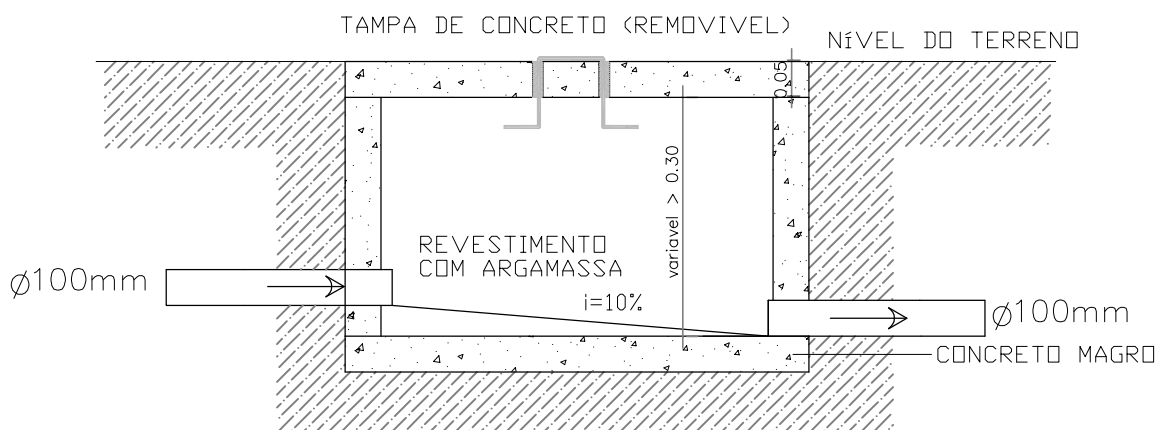 TAMPA DE CONCRETO (REMOVIVEL)
NíVEL DO TERRENO
0,05
variavel > 0.30
REVESTIMENTO
COM ARGAMASSA
i=10%
ø100mm
ø100mm
CONCRETO MAGRO